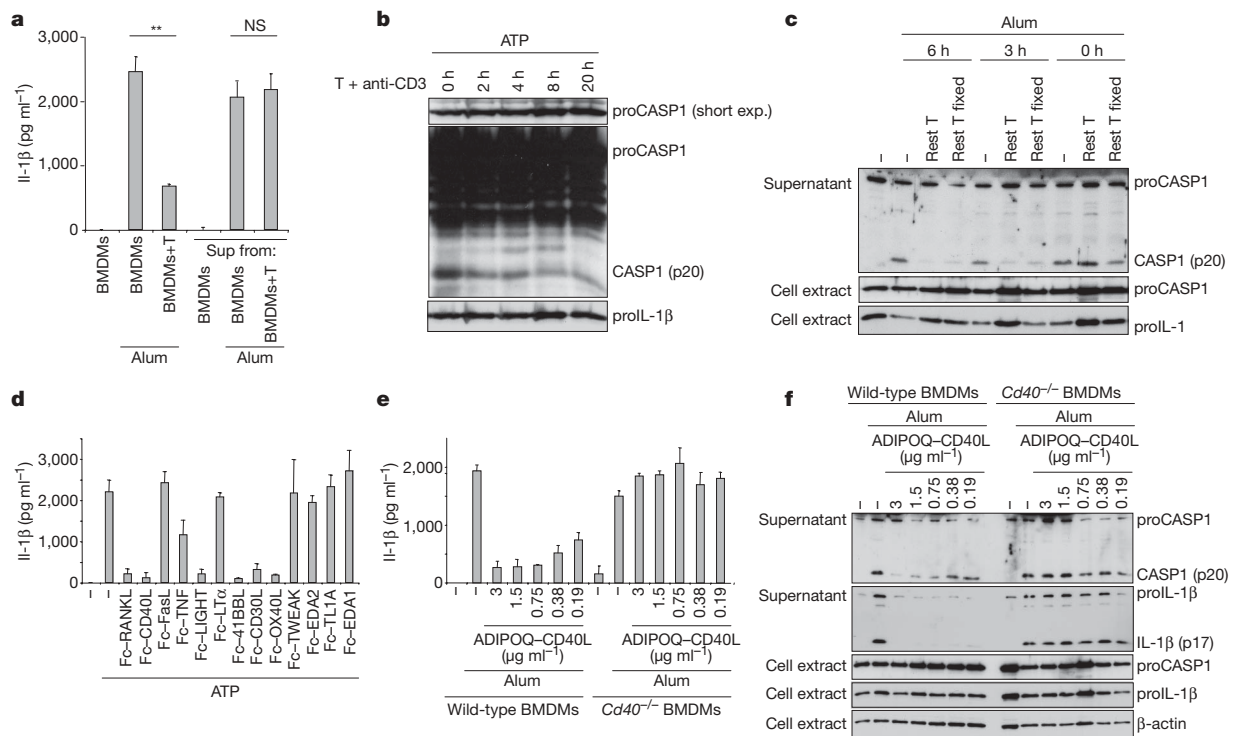 a
**
NS
3,000
2,000
1,000
0
Il-1β (pg ml–1)
BMDMs
BMDMs
BMDMs+T
Sup from:
BMDMs
BMDMs
BMDMs+T
Alum
Alum
b
ATP
T + anti-CD3
0 h
2 h
4 h
8 h
20 h
proCASP1 (short exp.)
proCASP1
CASP1 (p20)
proIL-1β
c
Alum
6 h
3 h
0 h
–
–
Rest T
Rest T fixed
–
Rest T
Rest T fixed
–
Rest T
Rest T fixed
Supernatant
proCASP1
CASP1 (p20)
Cell extract
proCASP1
Cell extract
proIL-1
d
3,000
2,000
1,000
0
Il-1β (pg ml–1)
–
–
Fc–RANKL
Fc–CD40L
Fc–FasL
Fc–TNF
Fc–LIGHT
Fc–LTα
Fc–41BBL
Fc–CD30L
Fc–OX40L
Fc–TWEAK
Fc–EDA2
Fc–TL1A
Fc–EDA1
ATP
e
2,000
1,000
0
Il-1β (pg ml–1)
–
–
3
1.5
0.75
0.38
0.19
–
–
3
1.5
0.75
0.38
0.19
ADIPOQ–CD40L
(μg ml–1)
ADIPOQ–CD40L
(μg ml–1)
Alum
Alum
Wild-type BMDMs
Cd40–/– BMDMs
f
Wild-type BMDMs
Cd40–/– BMDMs
Alum
Alum
ADIPOQ–CD40L
(μg ml–1)
ADIPOQ–CD40L
(μg ml–1)
–
–
3
1.5
0.75
0.38
0.19
–
–
3
1.5
0.75
0.38
0.19
Supernatant
proCASP1
CASP1 (p20)
Supernatant
proIL-1β
IL-1β (p17)
Cell extract
proCASP1
Cell extract
proIL-1β
Cell extract
β-actin